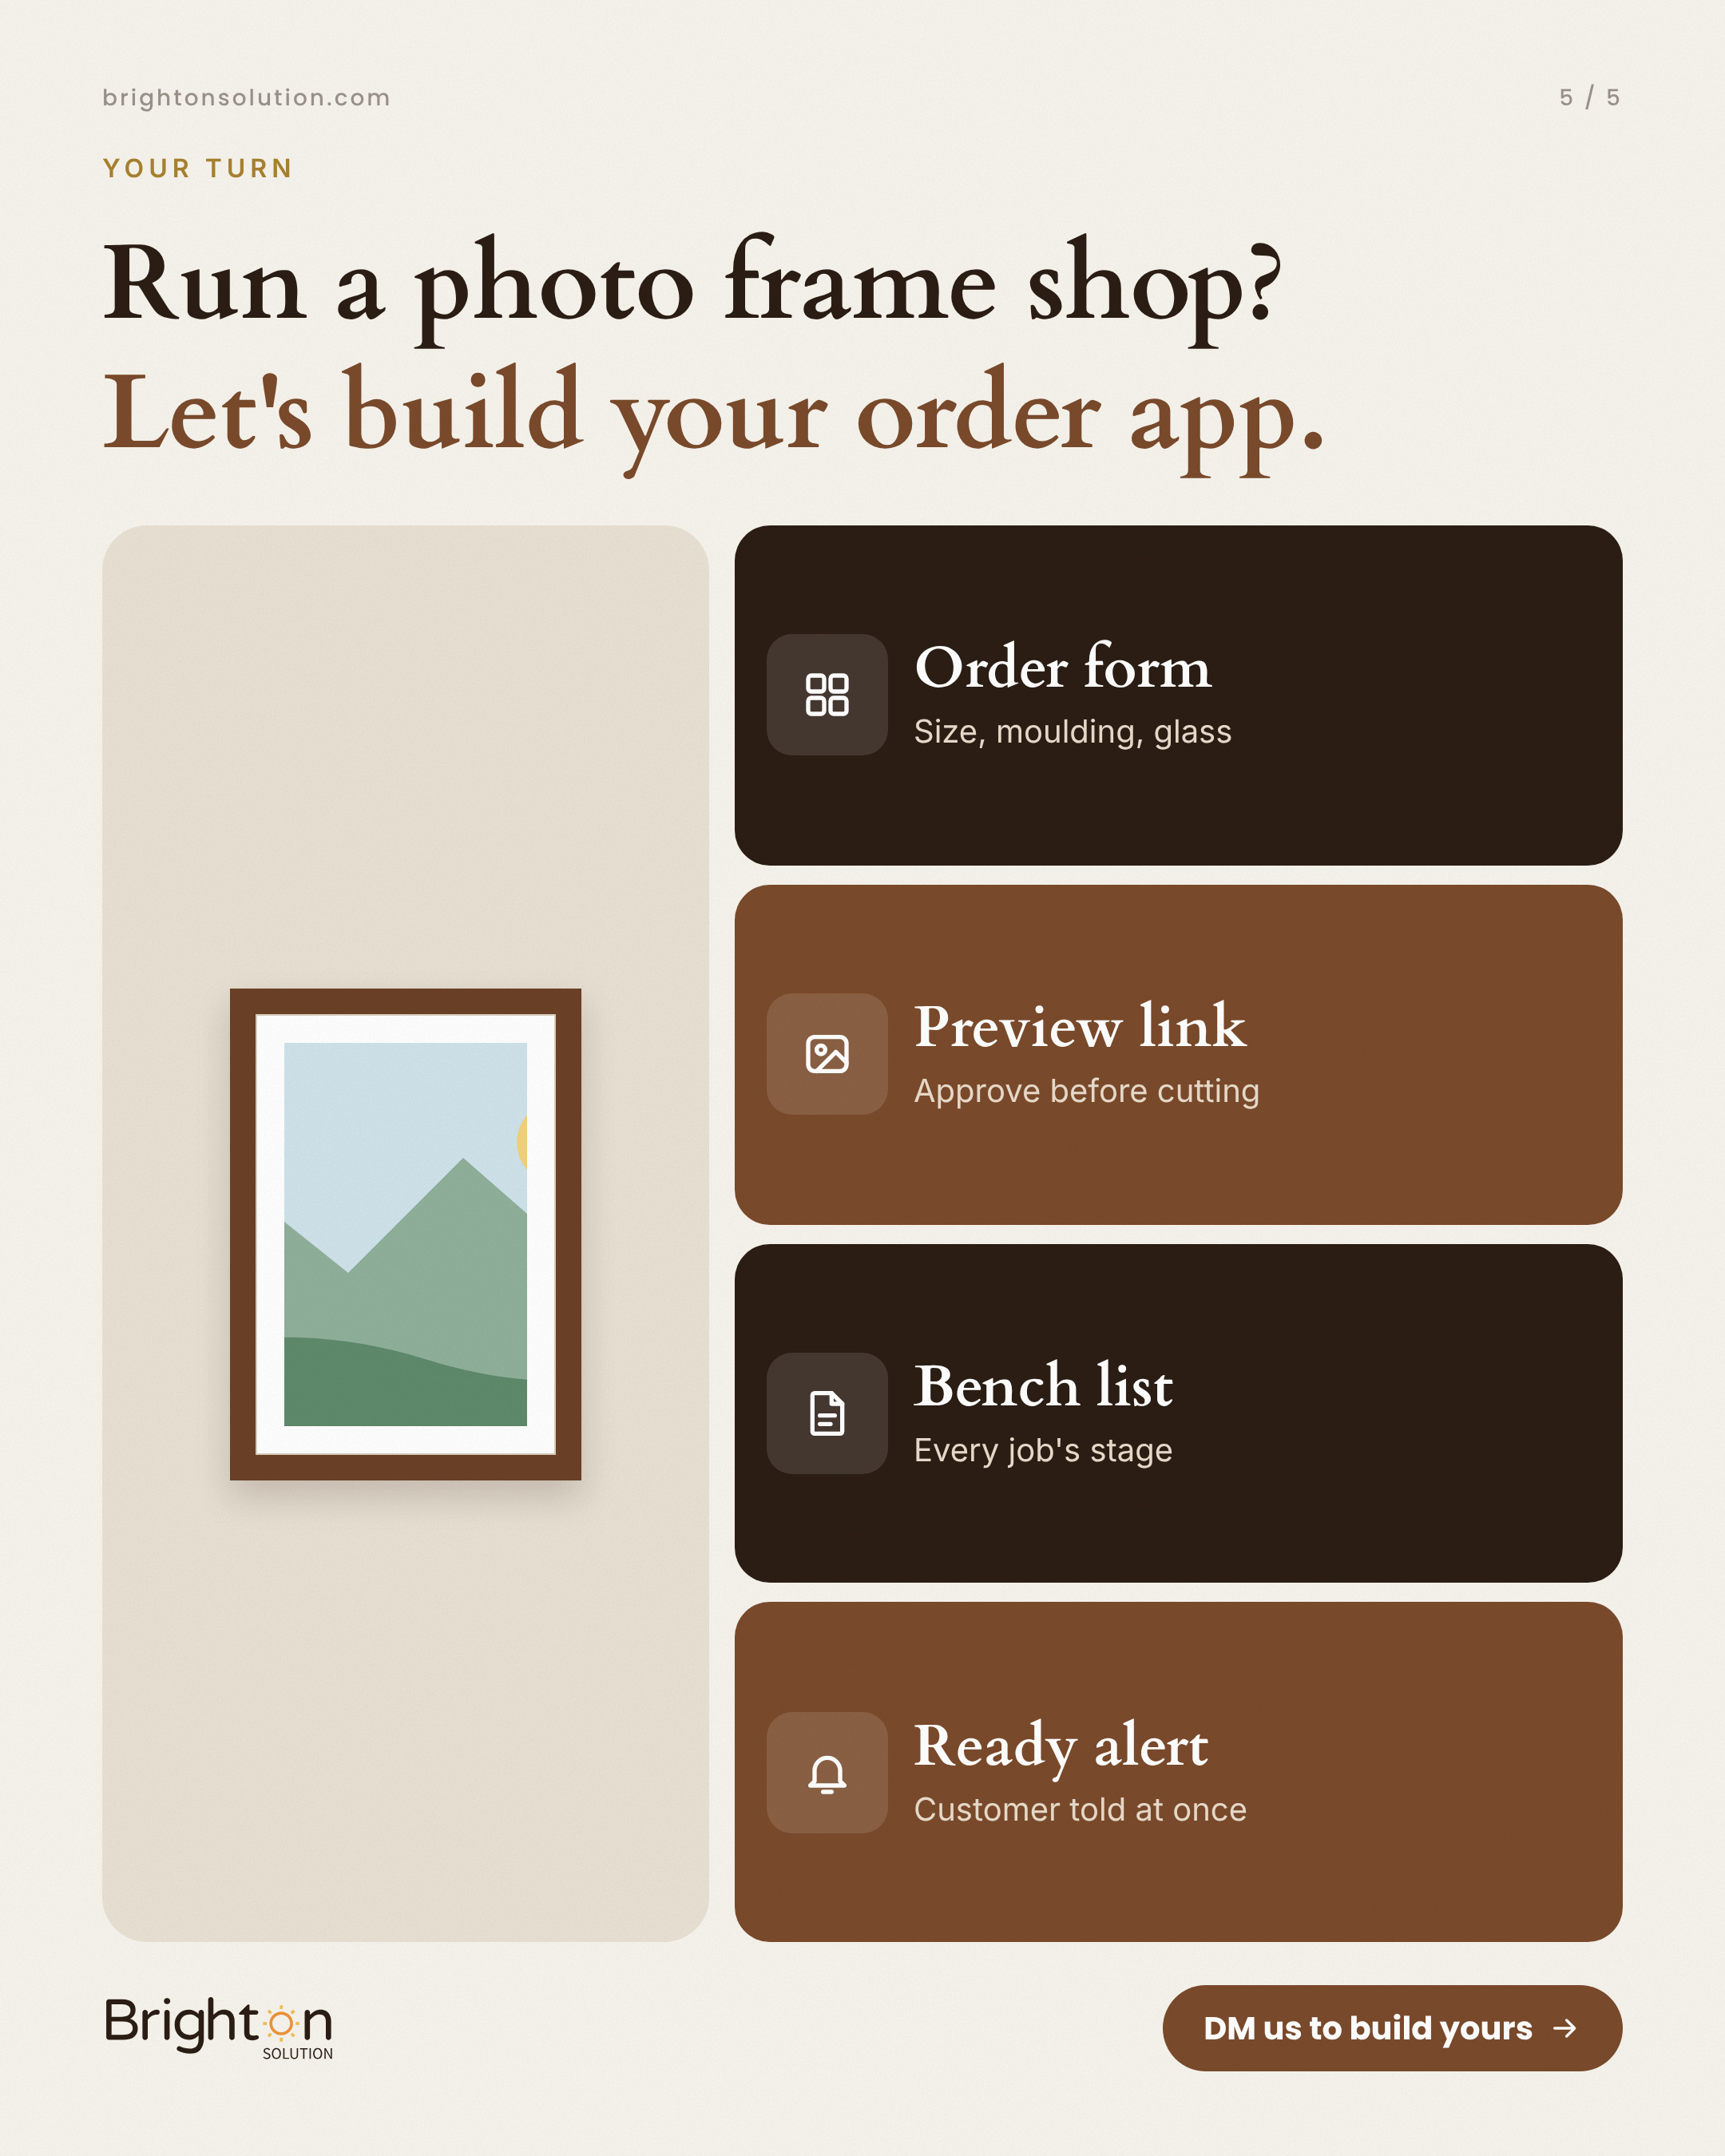 brightonsolution.com
5 / 5
YOUR TURN
Run a photo frame shop?
Let's build your order app.
Order form
Size, moulding, glass
Preview link
Approve before cutting
Bench list
Every job's stage
Ready alert
Customer told at once
Brighton
SOLUTION
DM us to build yours →